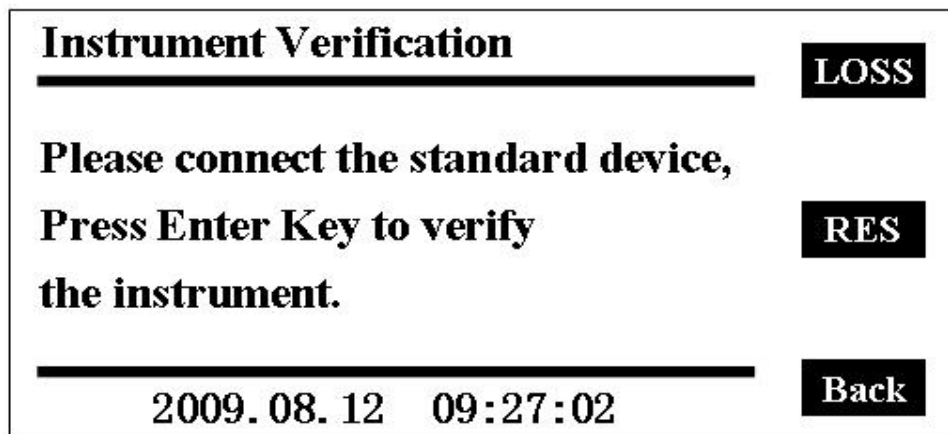 Instrument Verification
LOSS
Please connect the standard device,
Press Enter Key to verify
RES
the instrument.
Back
2009.08.12 09:27:02